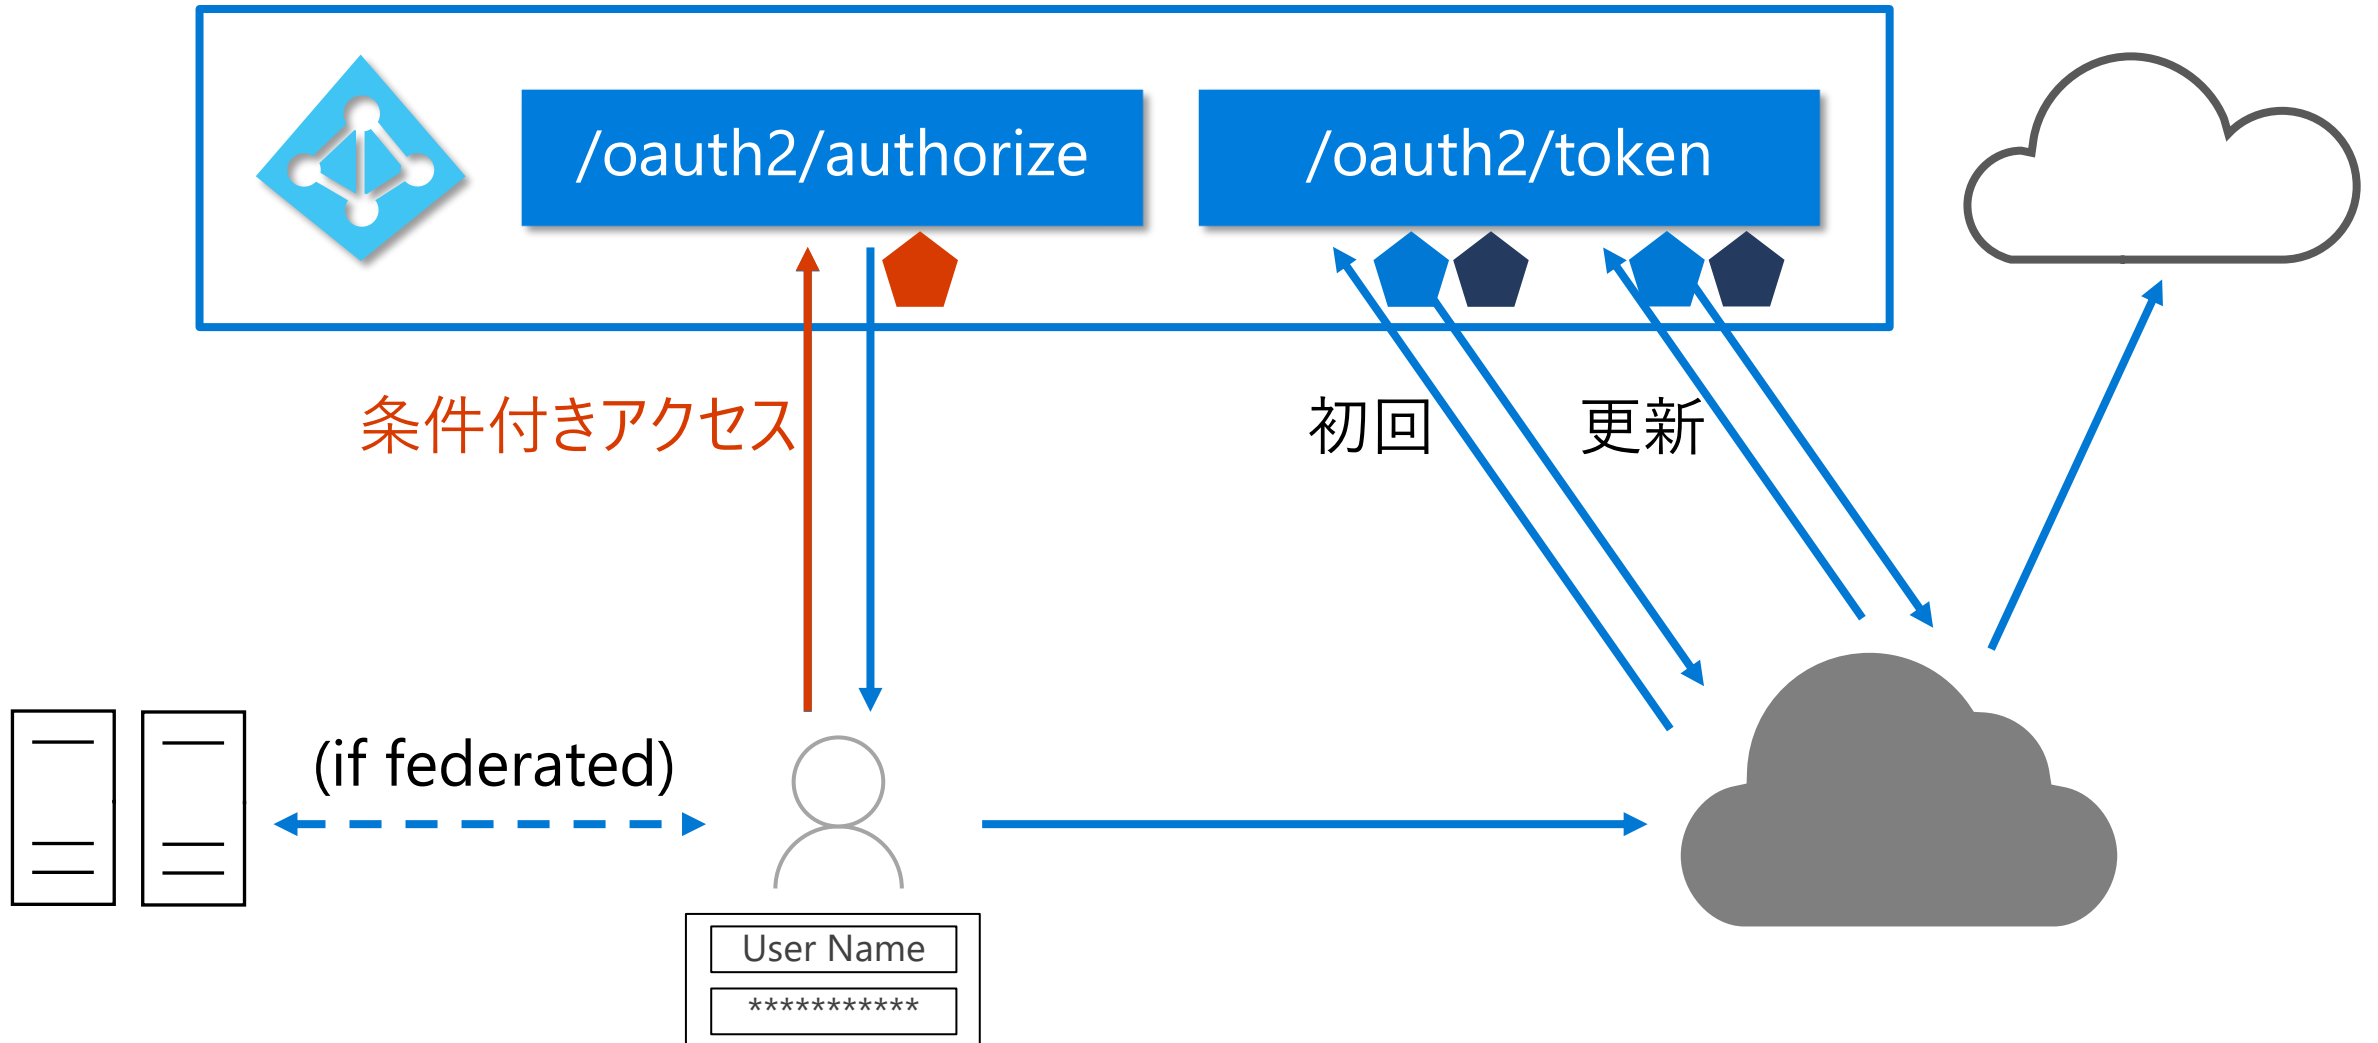 /oauth2/authorize
/oauth2/token
条件付きアクセス
初回
更新
(if federated)
User Name
***********